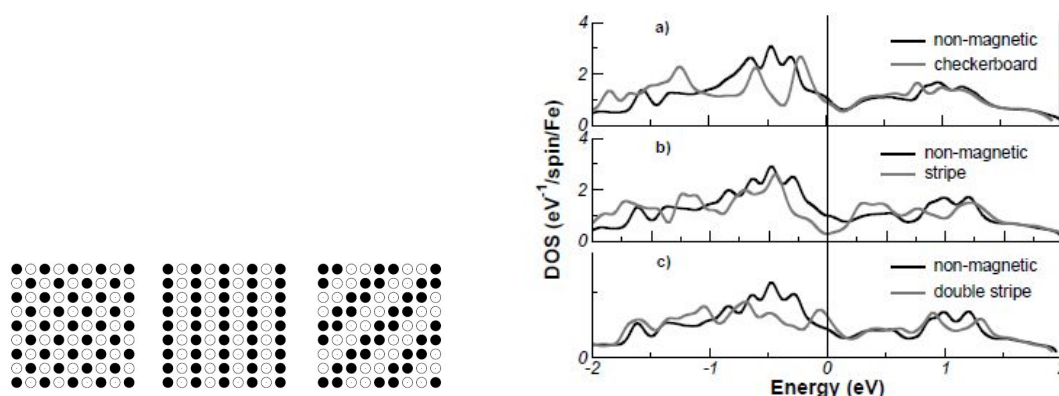 4
a)
non-magnetic
checkerboard
2
0
b)
non-magnetic
stripe
2
0
DOS (eV⁻¹/spin/Fe)
c)
non-magnetic
double stripe
0
-2
-1
0
1
2
Energy (eV)